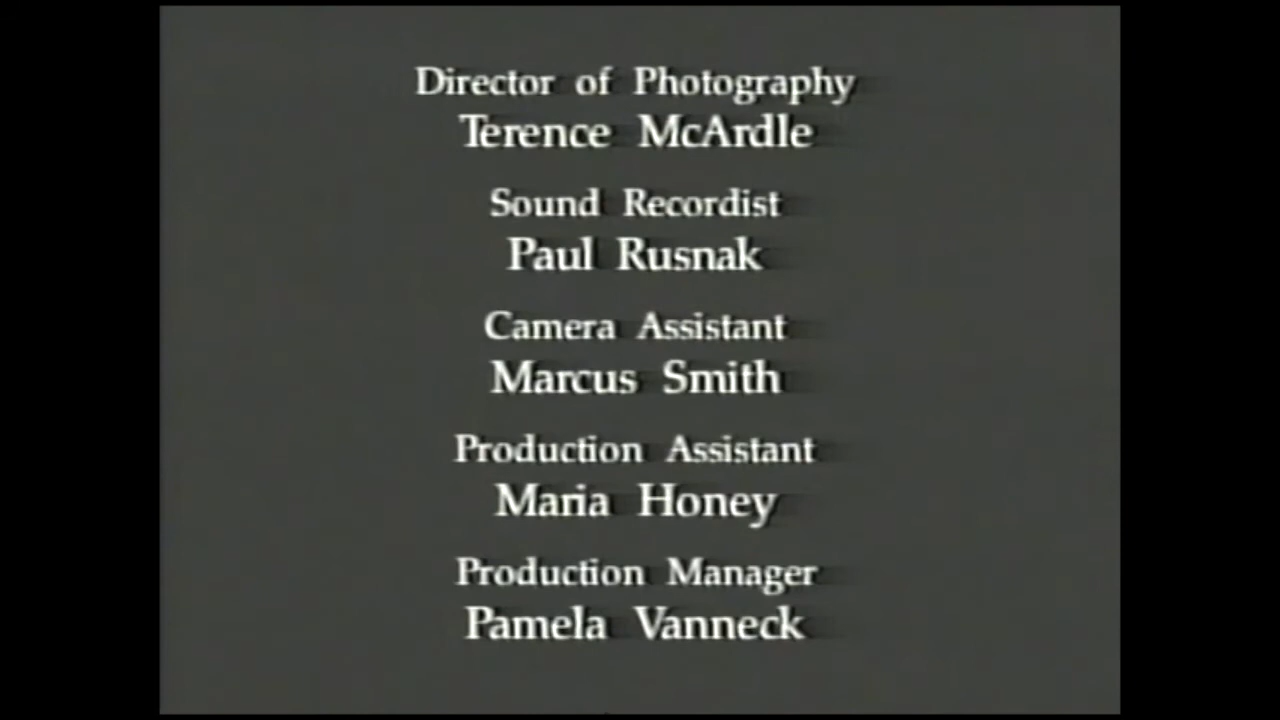 Director of Photography
Terence McArdle
Sound Recordist
Paul Rusnak
Camera Assistant
Marcus Smith
Production Assistant
Maria Honey
Production Manager
Pamela Vanneck